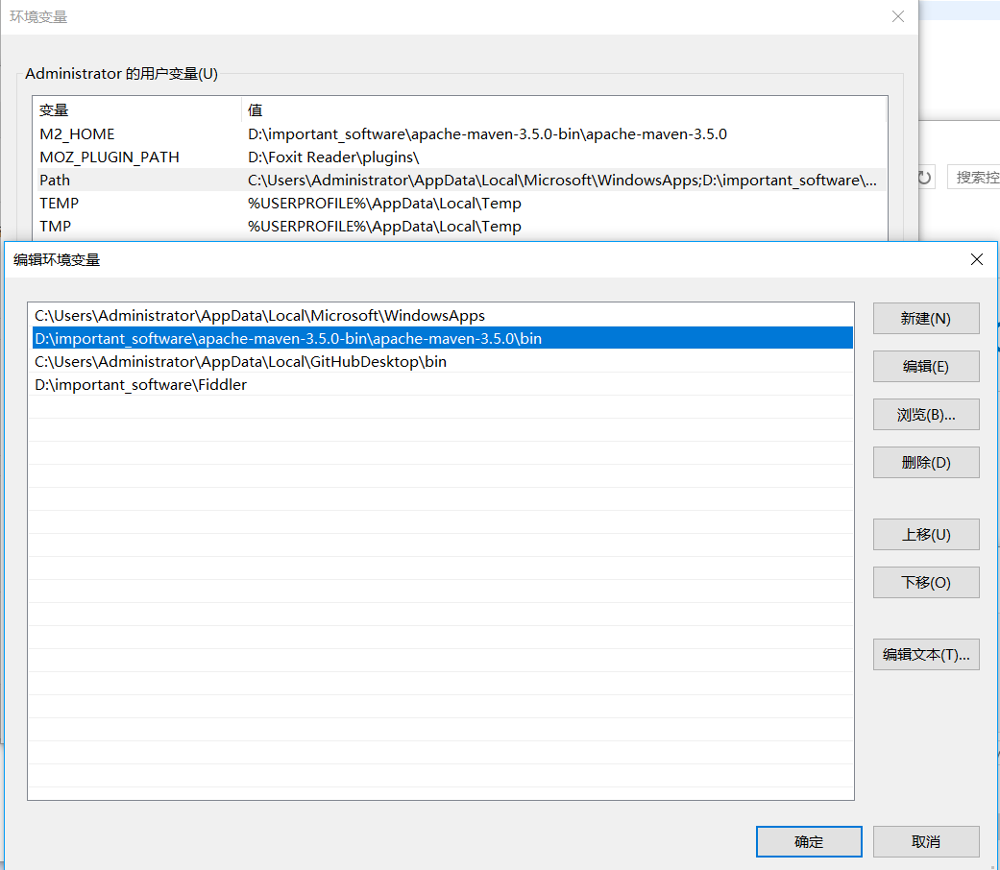 环境变量
Administrator 的用户变量(U)
变量 值
M2_HOME D:\important_software\apache-maven-3.5.0-bin\apache-maven-3.5.0
MOZ_PLUGIN_PATH D:\Foxit Reader\plugins\
Path C:\Users\Administrator\AppData\Local\Microsoft\WindowsApps;D:\important_software\...
搜索控
TEMP %USERPROFILE%\AppData\Local\Temp
TMP %USERPROFILE%\AppData\Local\Temp
编辑环境变量
C:\Users\Administrator\AppData\Local\Microsoft\WindowsApps
D:\important_software\apache-maven-3.5.0-bin\apache-maven-3.5.0\bin
C:\Users\Administrator\AppData\Local\GitHubDesktop\bin
D:\important_software\Fiddler
新建(N)
编辑(E)
浏览(B)...
删除(D)
上移(U)
下移(O)
编辑文本(T)...
确定
取消